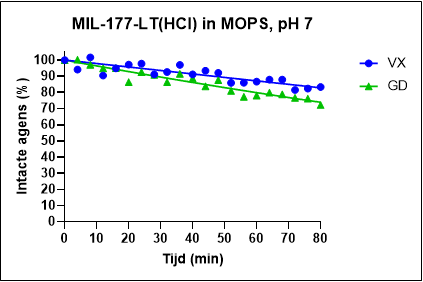 MIL-177-LT(HCl) in MOPS, pH 7
Intacte agens (%)
100
90
80
70
60
50
40
30
20
10
0
0 10 20 30 40 50 60 70 80
Tijd (min)
VX
GD